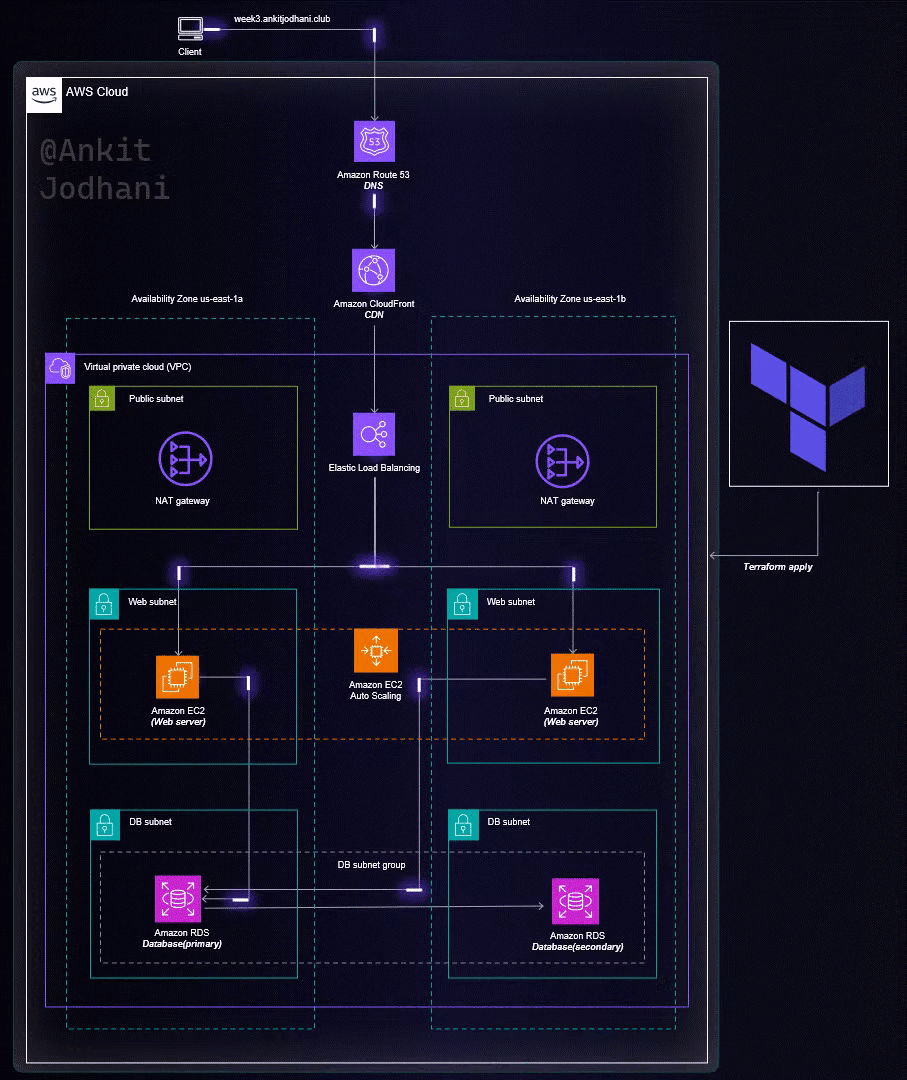 week3.ankitjodhani.club
Client
aws
AWS Cloud
@Ankit
Jodhani
53
Amazon Route 53
DNS
Amazon CloudFront
CDN
Availability Zone us-east-1a
Availability Zone us-east-1b
Virtual private cloud (VPC)
Public subnet
Public subnet
NAT gateway
Elastic Load Balancing
NAT gateway
Terraform apply
Web subnet
Web subnet
Amazon EC2
(Web server)
Amazon EC2
Auto Scaling
Amazon EC2
(Web server)
DB subnet
DB subnet
DB subnet group
Amazon RDS
Database(primary)
Amazon RDS
Database(secondary)